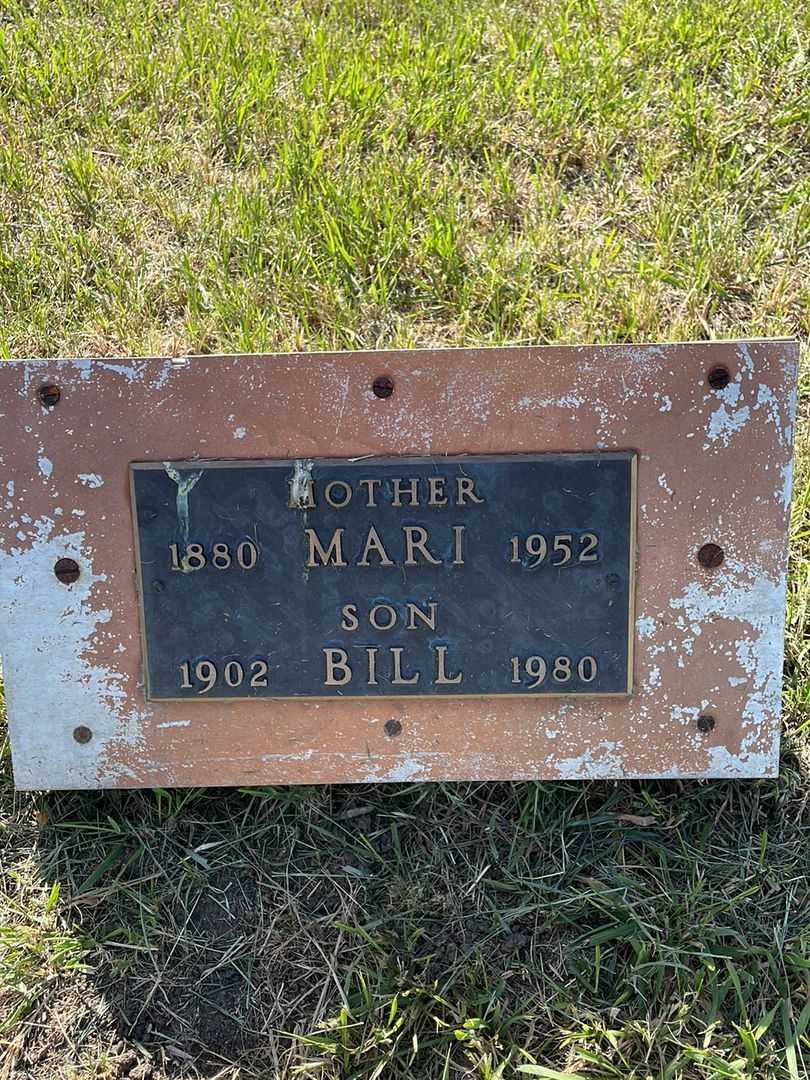 MOTHER
1880 MARI 1952
SON
1902 BILL 1980